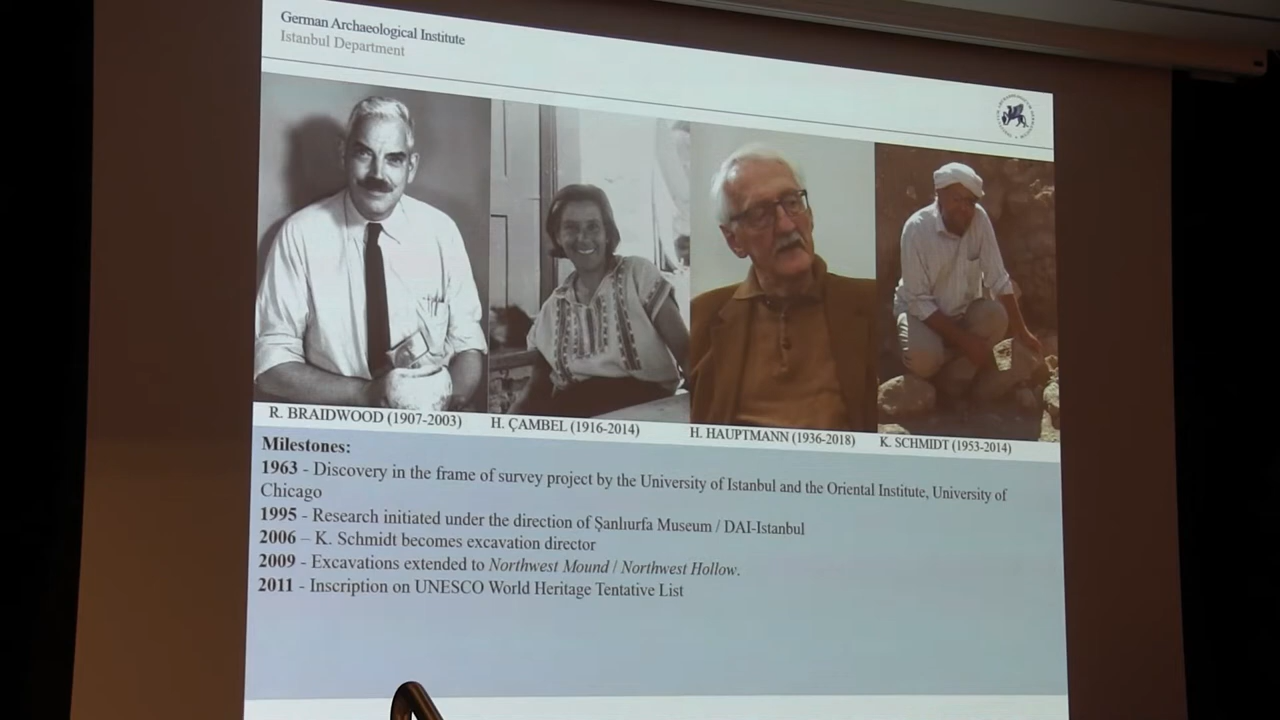 German Archaeological Institute
Istanbul Department
R. BRAIDWOOD (1907-2003)
H. ÇAMBEL (1916-2014)
H. HAUPTMANN (1936-2018)
K. SCHMIDT (1953-2014)
Milestones:
1963 - Discovery in the frame of survey project by the University of Istanbul and the Oriental Institute, University of
Chicago
1995 - Research initiated under the direction of Şanlıurfa Museum / DAI-Istanbul
2006 – K. Schmidt becomes excavation director
2009 - Excavations extended to Northwest Mound / Northwest Hollow.
2011 - Inscription on UNESCO World Heritage Tentative List